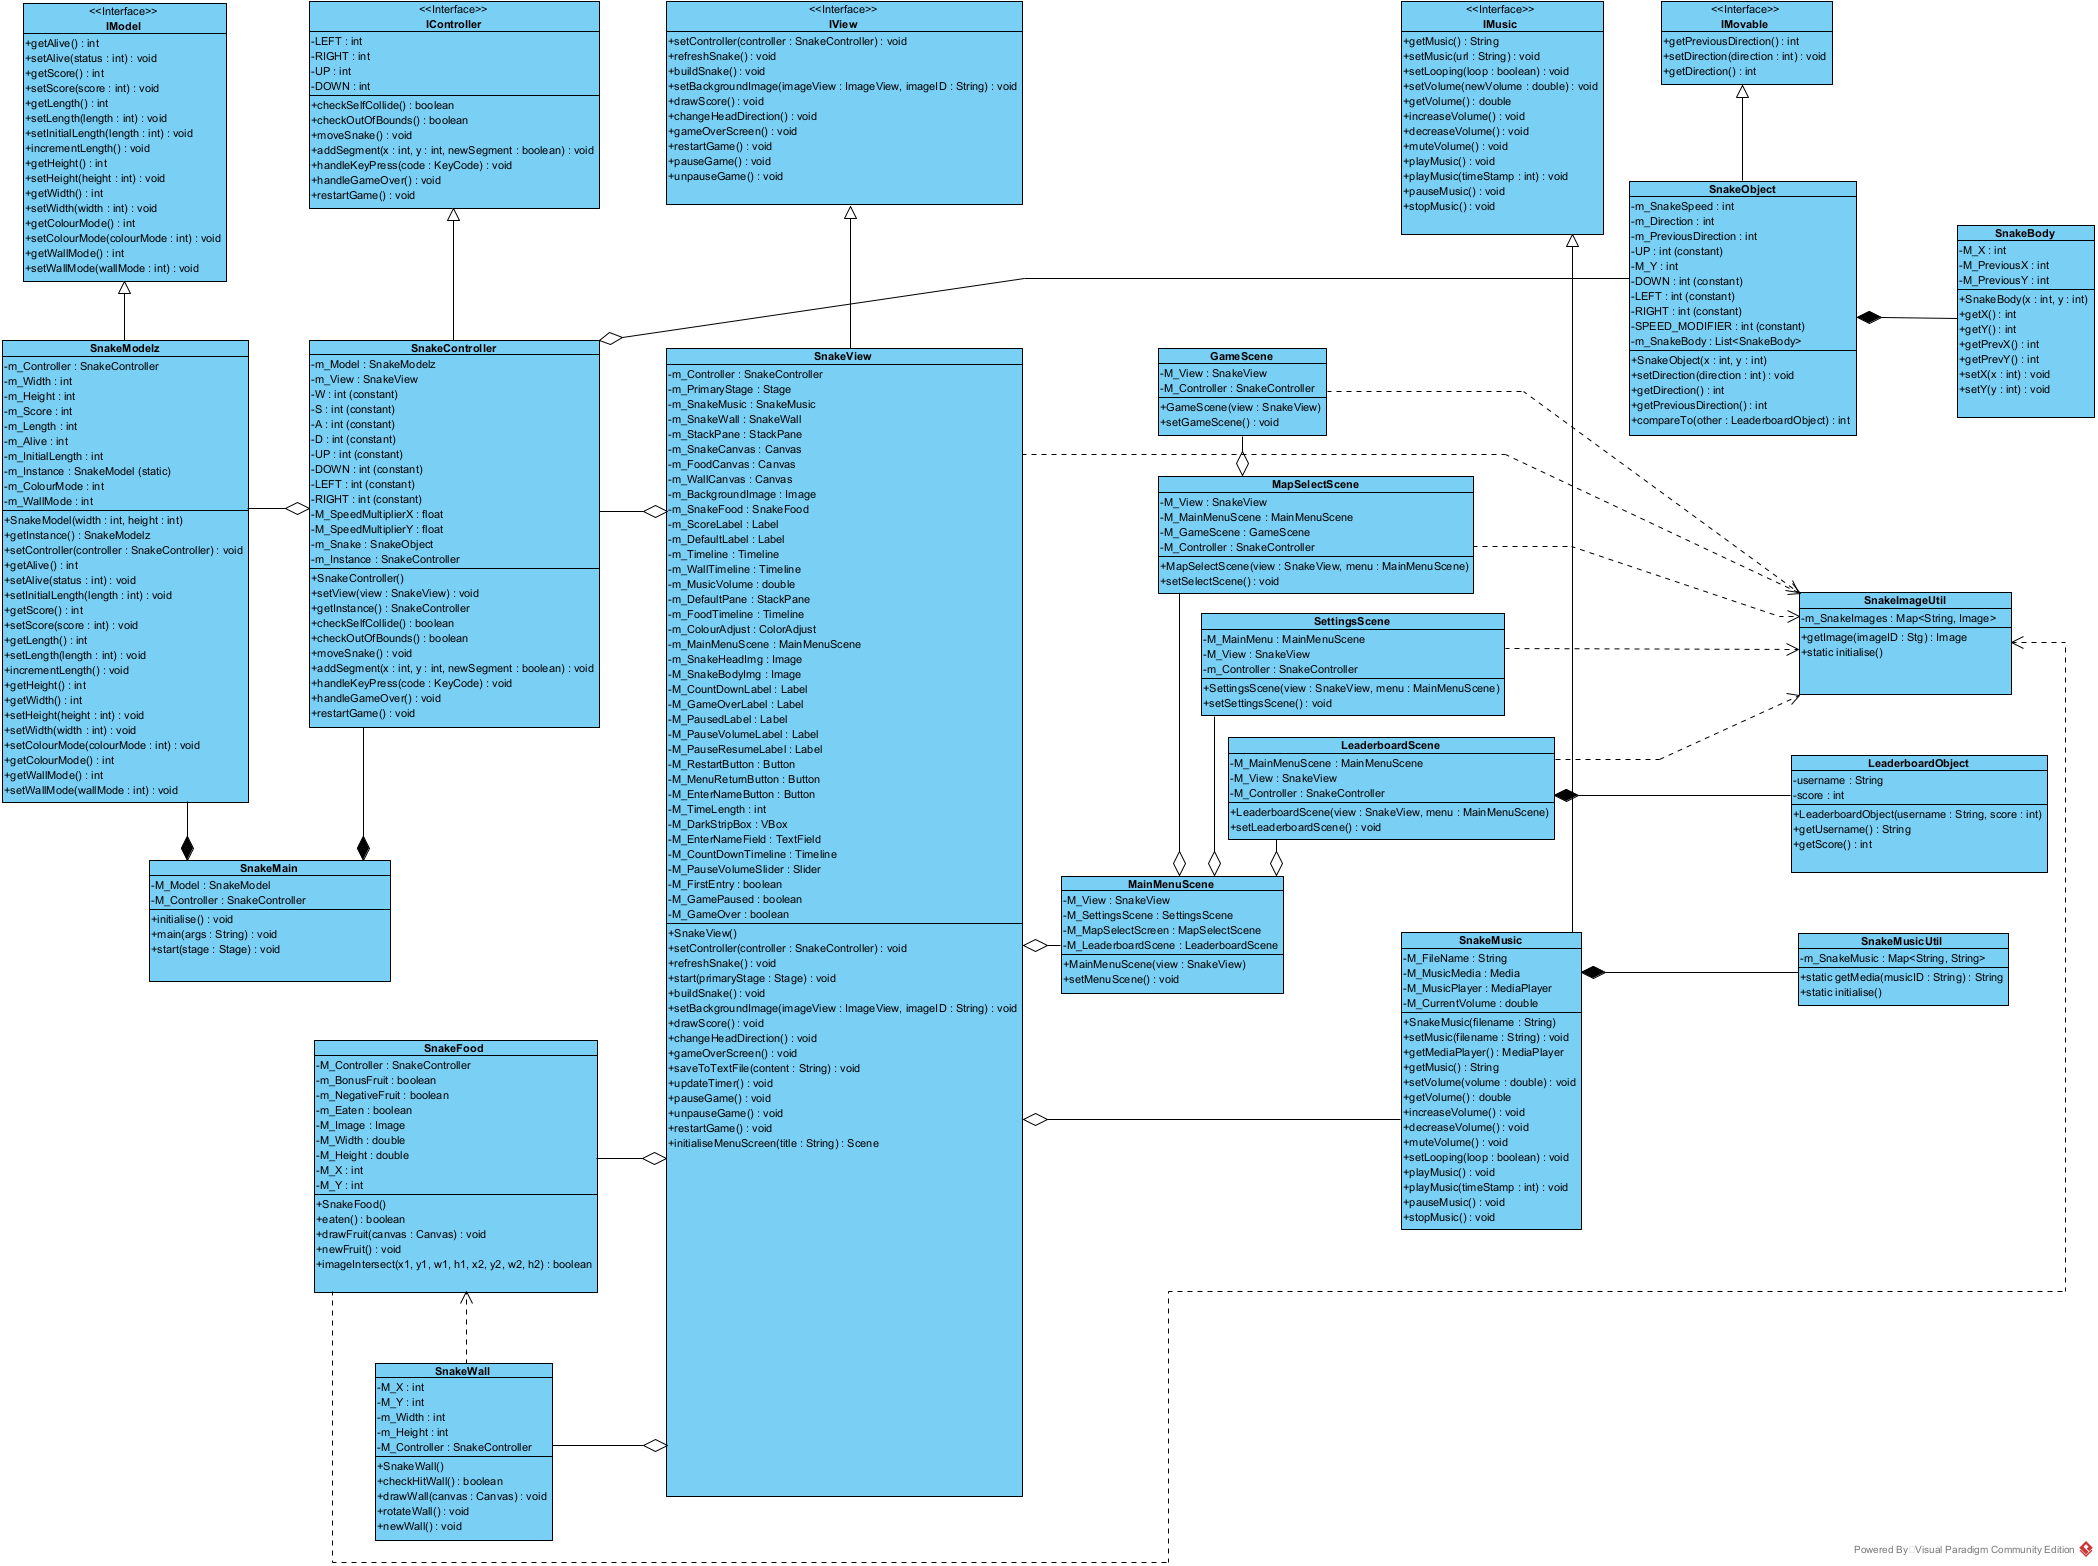 <<Interface>>
IModel
+getAlive() : int
+setAlive(status : int) : void
+getScore() : int
+setScore(score : int) : void
+getLength() : int
+setLength(length : int) : void
+setInitialLength(length : int) : void
+incrementLength() : void
+getHeight() : int
+setHeight(height : int) : void
+getWidth() : int
+setWidth(width : int) : void
+getColourMode() : int
+setColourMode(colourMode : int) : void
+getWallMode() : int
+setWallMode(wallMode : int) : void
<<Interface>>
IController
-LEFT : int
-RIGHT : int
-UP : int
-DOWN : int
+checkSelfCollide() : boolean
+checkOutOfBounds() : boolean
+moveSnake() : void
+addSegment(x : int, y : int, newSegment : boolean) : void
+handleKeyPress(code : KeyCode) : void
+handleGameOver() : void
+restartGame() : void
<<Interface>>
IView
+setController(controller : SnakeController) : void
+refreshSnake() : void
+buildSnake() : void
+setBackgroundImage(imageView : ImageView, imageID : String) : void
+drawScore() : void
+changeHeadDirection() : void
+gameOverScreen() : void
+restartGame() : void
+pauseGame() : void
+unpauseGame() : void
<<Interface>>
IMusic
+getMusic() : String
+setMusic(url : String) : void
+setLooping(loop : boolean) : void
+setVolume(newVolume : double) : void
+getVolume() : double
+increaseVolume() : void
+decreaseVolume() : void
+muteVolume() : void
+playMusic() : void
+playMusic(timeStamp : int) : void
+pauseMusic() : void
+stopMusic() : void
<<Interface>>
IMovable
+getPreviousDirection() : int
+setDirection(direction : int) : void
+getDirection() : int
SnakeObject
-m_SnakeSpeed : int
-m_Direction : int
-m_PreviousDirection : int
-UP : int (constant)
-M_Y : int
-DOWN : int (constant)
-LEFT : int (constant)
-RIGHT : int (constant)
-SPEED_MODIFIER : int (constant)
-m_SnakeBody : List<SnakeBody>
+SnakeObject(x : int, y : int)
+setDirection(direction : int) : void
+getDirection() : int
+getPreviousDirection() : int
+compareTo(other : LeaderboardObject) : int
SnakeBody
-M_X : int
-M_PreviousX : int
-M_PreviousY : int
+SnakeBody(x : int, y : int)
+getX() : int
+getY() : int
+getPrevX() : int
+getPrevY() : int
+setX(x : int) : void
+setY(y : int) : void
SnakeModelz
-m_Controller : SnakeController
-m_Width : int
-m_Height : int
-m_Score : int
-m_Length : int
-m_Alive : int
-m_InitialLength : int
-m_Instance : SnakeModel (static)
-m_ColourMode : int
-m_WallMode : int
+SnakeModel(width : int, height : int)
+getInstance() : SnakeModelz
+setController(controller : SnakeController) : void
+getAlive() : int
+setAlive(status : int) : void
+setInitialLength(length : int) : void
+getScore() : int
+setScore(score : int) : void
+getLength() : int
+setLength(length : int) : void
+incrementLength() : void
+getHeight() : int
+getWidth() : int
+setHeight(height : int) : void
+setWidth(width : int) : void
+setColourMode(colourMode : int) : void
+getColourMode() : int
+getWallMode() : int
+setWallMode(wallMode : int) : void
SnakeController
-m_Model : SnakeModelz
-m_View : SnakeView
-W : int (constant)
-S : int (constant)
-A : int (constant)
-D : int (constant)
-UP : int (constant)
-DOWN : int (constant)
-LEFT : int (constant)
-RIGHT : int (constant)
-M_SpeedMultiplierX : float
-M_SpeedMultiplierY : float
-m_Snake : SnakeObject
-m_Instance : SnakeController
+SnakeController()
+setView(view : SnakeView) : void
+getInstance() : SnakeController
+checkSelfCollide() : boolean
+checkOutOfBounds() : boolean
+moveSnake() : void
+addSegment(x : int, y : int, newSegment : boolean) : void
+handleKeyPress(code : KeyCode) : void
+handleGameOver() : void
+restartGame() : void
SnakeView
-m_Controller : SnakeController
-m_PrimaryStage : Stage
-m_SnakeMusic : SnakeMusic
-m_SnakeWall : SnakeWall
-m_StackPane : StackPane
-m_SnakeCanvas : Canvas
-m_FoodCanvas : Canvas
-m_WallCanvas : Canvas
-m_BackgroundImage : Image
-m_SnakeFood : SnakeFood
-m_ScoreLabel : Label
-m_DefaultLabel : Label
-m_Timeline : Timeline
-m_WallTimeline : Timeline
-m_MusicVolume : double
-m_DefaultPane : StackPane
-m_FoodTimeline : Timeline
-m_ColourAdjust : ColorAdjust
-m_MainMenuScene : MainMenuScene
-m_SnakeHeadImg : Image
-M_SnakeBodyImg : Image
-M_CountDownLabel : Label
-M_GameOverLabel : Label
-M_PausedLabel : Label
-M_PauseVolumeLabel : Label
-M_PauseResumeLabel : Label
-M_RestartButton : Button
-M_MenuReturnButton : Button
-M_EnterNameButton : Button
-M_TimeLength : int
-M_DarkStripBox : VBox
-M_EnterNameField : TextField
-M_CountDownTimeline : Timeline
-M_PauseVolumeSlider : Slider
-M_FirstEntry : boolean
-M_GamePaused : boolean
-M_GameOver : boolean
+SnakeView()
+setController(controller : SnakeController) : void
+refreshSnake() : void
+start(primaryStage : Stage) : void
+buildSnake() : void
+setBackgroundImage(imageView : ImageView, imageID : String) : void
+drawScore() : void
+changeHeadDirection() : void
+gameOverScreen() : void
+saveToTextFile(content : String) : void
+updateTimer() : void
+pauseGame() : void
+unpauseGame() : void
+restartGame() : void
+initialiseMenuScreen(title : String) : Scene
GameScene
-M_View : SnakeView
-M_Controller : SnakeController
+GameScene(view : SnakeView)
+setGameScene() : void
MapSelectScene
-M_View : SnakeView
-M_MainMenuScene : MainMenuScene
-M_GameScene : GameScene
-M_Controller : SnakeController
+MapSelectScene(view : SnakeView, menu : MainMenuScene)
+setSelectScene() : void
SettingsScene
-M_MainMenu : MainMenuScene
-M_View : SnakeView
-m_Controller : SnakeController
+SettingsScene(view : SnakeView, menu : MainMenuScene)
+setSettingsScene() : void
LeaderboardScene
-M_MainMenuScene : MainMenuScene
-M_View : SnakeView
-M_Controller : SnakeController
+LeaderboardScene(view : SnakeView, menu : MainMenuScene)
+setLeaderboardScene() : void
SnakeImageUtil
-m_SnakeImages : Map<String, Image>
+getImage(imageID : Stg) : Image
+static initialise()
LeaderboardObject
-username : String
-score : int
+LeaderboardObject(username : String, score : int)
+getUsername() : String
+getScore() : int
SnakeMain
-M_Model : SnakeModel
-M_Controller : SnakeController
+initialise() : void
+main(args : String) : void
+start(stage : Stage) : void
MainMenuScene
-M_View : SnakeView
-M_SettingsScene : SettingsScene
-M_MapSelectScreen : MapSelectScene
-M_LeaderboardScene : LeaderboardScene
+MainMenuScene(view : SnakeView)
+setMenuScene() : void
SnakeMusic
-M_FileName : String
-M_MusicMedia : Media
-M_MusicPlayer : MediaPlayer
-M_CurrentVolume : double
+SnakeMusic(filename : String)
+setMusic(filename : String) : void
+getMediaPlayer() : MediaPlayer
+getMusic() : String
+setVolume(volume : double) : void
+getVolume() : double
+increaseVolume() : void
+decreaseVolume() : void
+muteVolume() : void
+setLooping(loop : boolean) : void
+playMusic() : void
+playMusic(timeStamp : int) : void
+pauseMusic() : void
+stopMusic() : void
SnakeMusicUtil
-m_SnakeMusic : Map<String, String>
+static getMedia(musicID : String) : String
+static initialise()
SnakeFood
-M_Controller : SnakeController
-m_BonusFruit : boolean
-m_NegativeFruit : boolean
-m_Eaten : boolean
-M_Image : Image
-M_Width : double
-M_Height : double
-M_X : int
-M_Y : int
+SnakeFood()
+eaten() : boolean
+drawFruit(canvas : Canvas) : void
+newFruit() : void
+imageIntersect(x1, y1, w1, h1, x2, y2, w2, h2) : boolean
SnakeWall
-M_X : int
-M_Y : int
-m_Width : int
-m_Height : int
-M_Controller : SnakeController
+SnakeWall()
+checkHitWall() : boolean
+drawWall(canvas : Canvas) : void
+rotateWall() : void
+newWall() : void
Powered By Visual Paradigm Community Edition